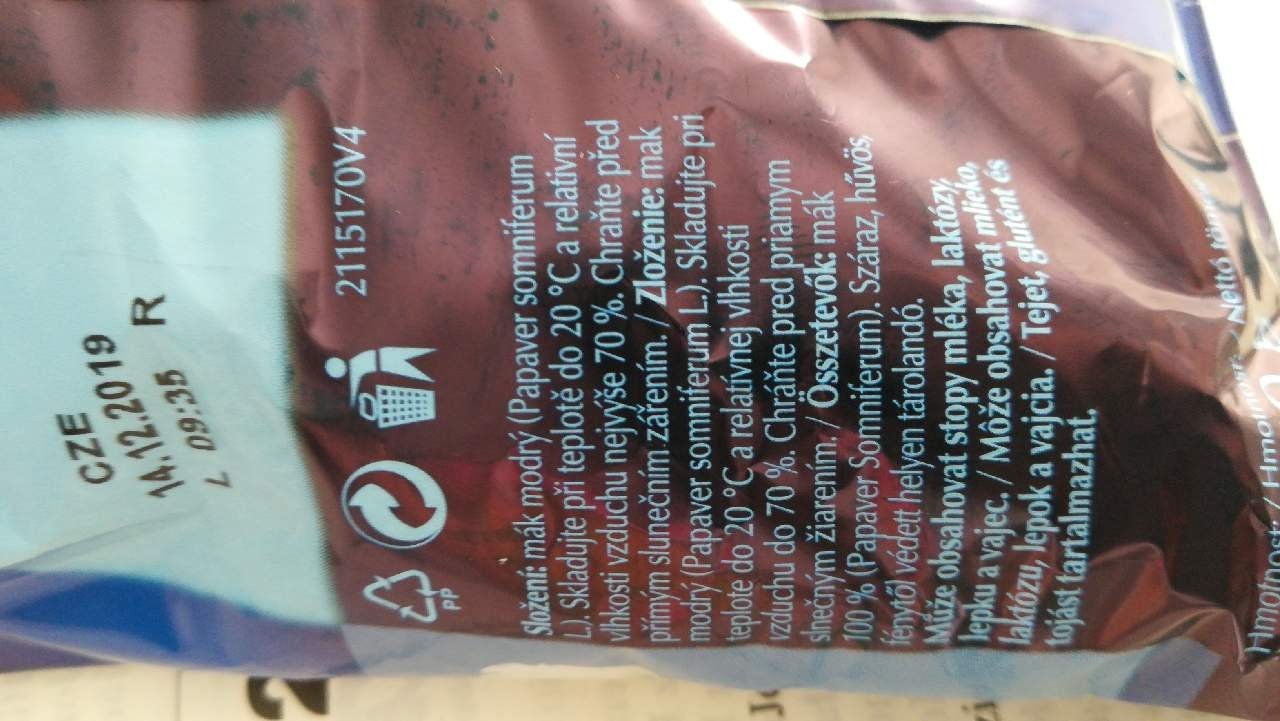 CZE
14.12.2019
L 09:35 R
2115170V4
PP
Složení: mák modrý (Papaver somniferum
L.). Skladujte při teplotě do 20 °C a relativní
vlhkosti vzduchu nejvýše 70 %. Chraňte před
přímým slunečním zářením. / Zloženie: mak
modrý (Papaver somniferum L.). Skladujte pri
teplote do 20 °C a relatívnej vlhkosti
vzduchu do 70 %. Chráňte pred priamym
slnečným žiarením. / Összetevők: mák
100 % (Papaver Somniferum). Száraz, hűvös,
fénytől védett helyen tárolandó.
Může obsahovat stopy mléka, laktózy,
lepku a vajec. / Môže obsahovat mlieko,
laktózu, lepok a vajcia. / Tejet, glutént és
tojást tartalmazhat.
Nettó
2